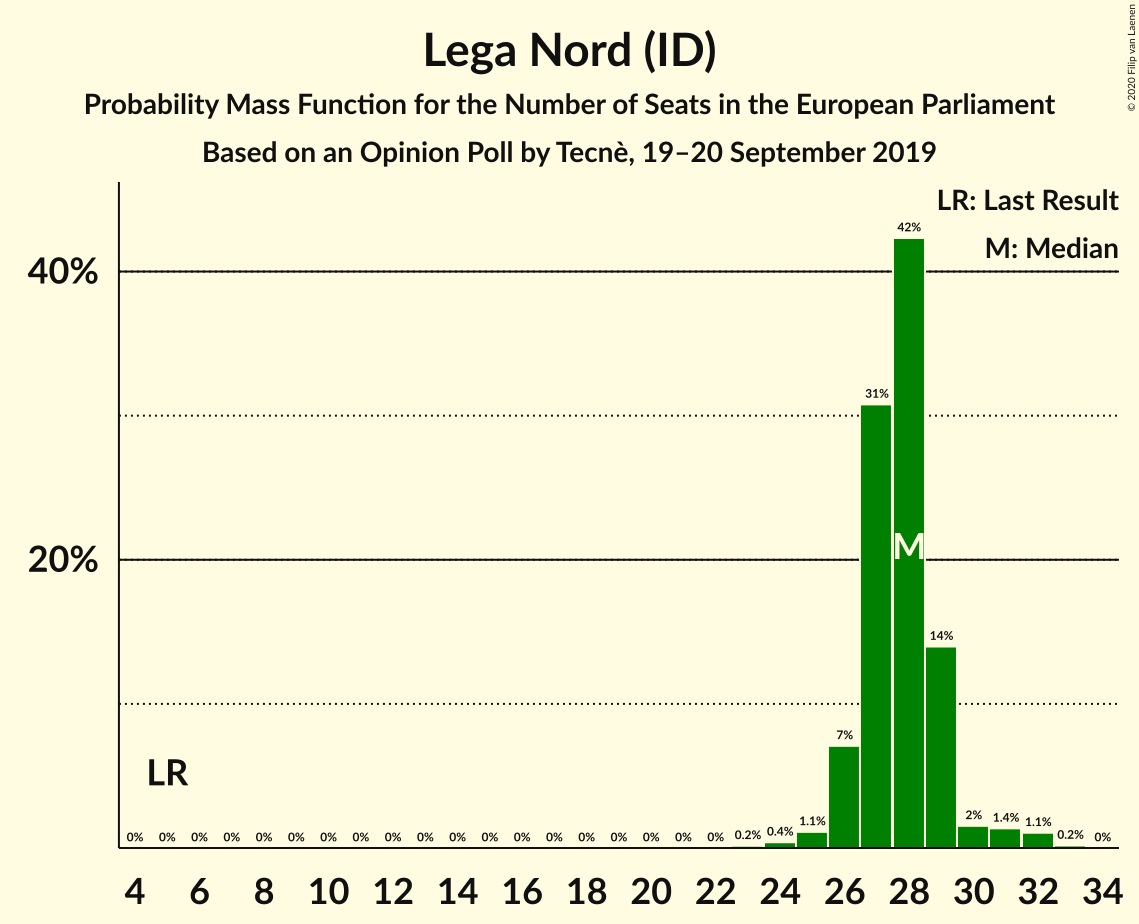 Lega Nord (ID)
Probability Mass Function for the Number of Seats in the European Parliament
Based on an Opinion Poll by Tecnè, 19–20 September 2019
© 2020 Filip van Laenen
LR: Last Result
M: Median
40%
20%
42%
31%
M
14%
7%
LR
0% 0% 0% 0% 0% 0% 0% 0% 0% 0% 0% 0% 0% 0% 0% 0% 0% 0% 0% 0.2% 0.4% 1.1% 2% 1.4% 1.1% 0.2% 0%
4 6 8 10 12 14 16 18 20 22 24 26 28 30 32 34